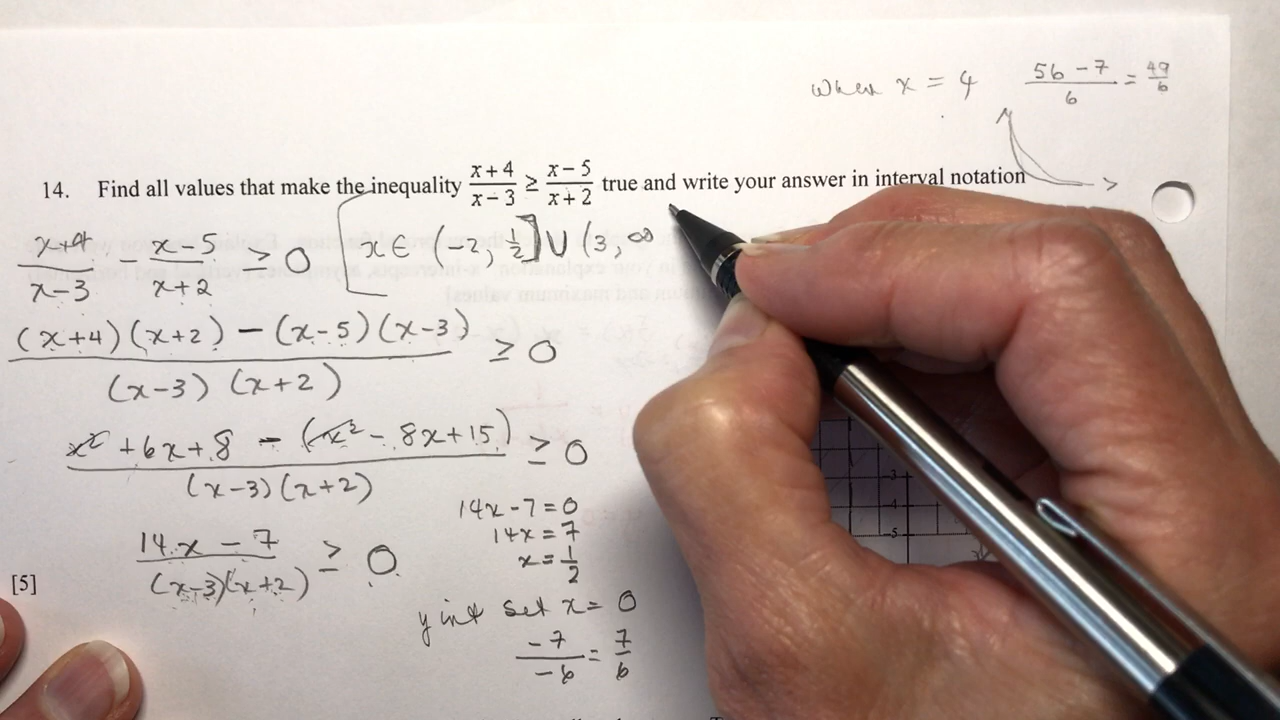 when x = 4 (56 - 7)/6 = 49/6
14. Find all values that make the inequality (x + 4)/(x - 3) ≥ (x - 5)/(x + 2) true and write your answer in interval notation
(x+4)/(x-3) - (x-5)/(x+2) ≥ 0
x ∈ (-2, 1/2] ∪ (3, ∞
((x+4)(x+2) - (x-5)(x-3))/((x-3)(x+2)) ≥ 0
(x² + 6x + 8 - (x² - 8x + 15))/((x-3)(x+2)) ≥ 0
(14x - 7)/((x-3)(x+2)) ≥ 0
14x - 7 = 0
14x = 7
x = 1/2
[5]
y int set x = 0
-7/-6 = 7/6
-3
-4
-5